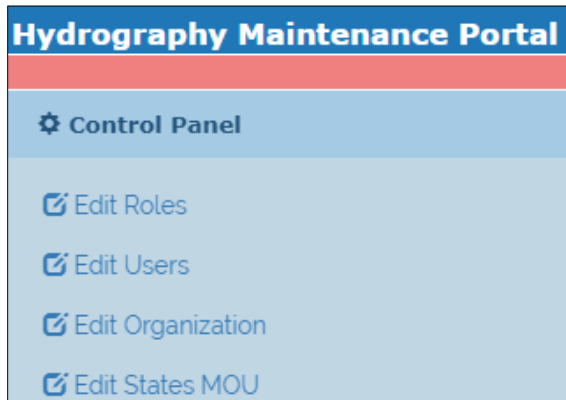 Hydrography Maintenance Portal
Control Panel
Edit Roles
Edit Users
Edit Organization
Edit States MOU